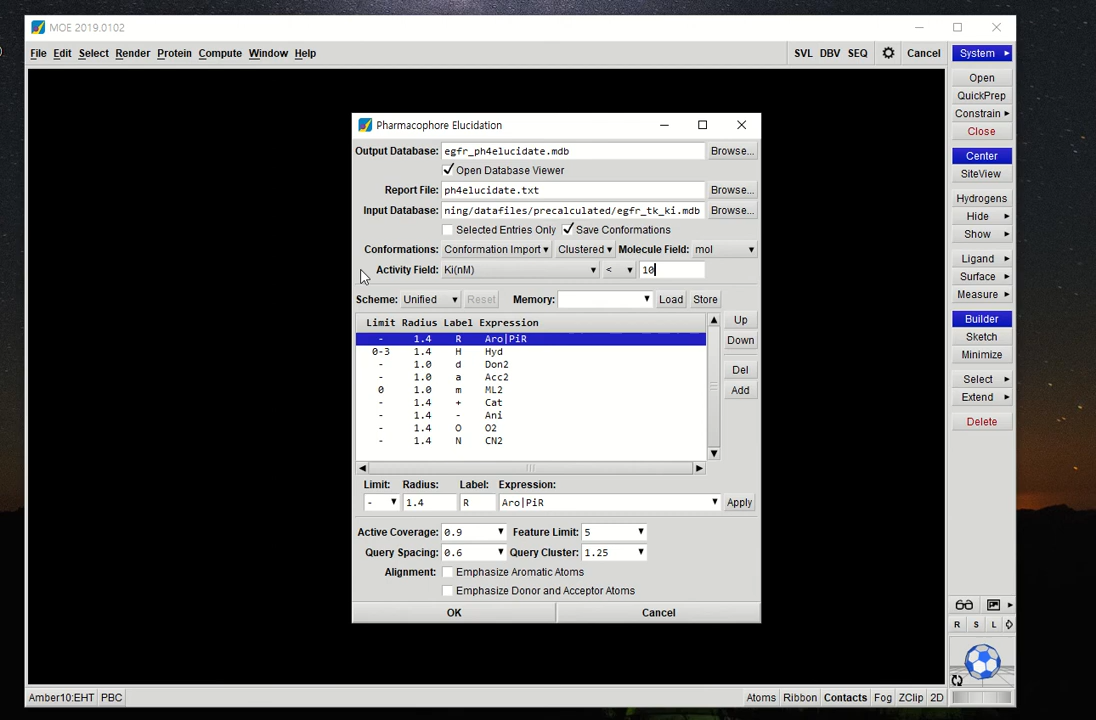 MOE 2019.0102
File Edit Select Render Protein Compute Window Help SVL DBV SEQ Cancel
System
Open
QuickPrep
Constrain
Close
Center
SiteView
Hydrogens
Hide
Show
Ligand
Surface
Measure
Builder
Sketch
Minimize
Select
Extend
Delete
R S L
Pharmacophore Elucidation
Output Database: egfr_ph4elucidate.mdb Browse...
Open Database Viewer
Report File: ph4elucidate.txt Browse...
Input Database: ning/datafiles/precalculated/egfr_tk_ki.mdb Browse...
Selected Entries Only Save Conformations
Conformations: Conformation Import Clustered Molecule Field: mol
Activity Field: Ki(nM) < 10
Scheme: Unified Reset Memory: Load Store
Limit Radius Label Expression Up
- 1.4 R Aro|PiR Down
0-3 1.4 H Hyd
- 1.0 d Don2 Del
- 1.0 a Acc2
0 1.0 m ML2 Add
- 1.4 + Cat
- 1.4 - Ani
- 1.4 O O2
- 1.4 N CN2
Limit: Radius: Label: Expression:
- 1.4 R Aro|PiR Apply
Active Coverage: 0.9 Feature Limit: 5
Query Spacing: 0.6 Query Cluster: 1.25
Alignment: Emphasize Aromatic Atoms
Emphasize Donor and Acceptor Atoms
OK Cancel
Amber10:EHT PBC Atoms Ribbon Contacts Fog ZClip 2D